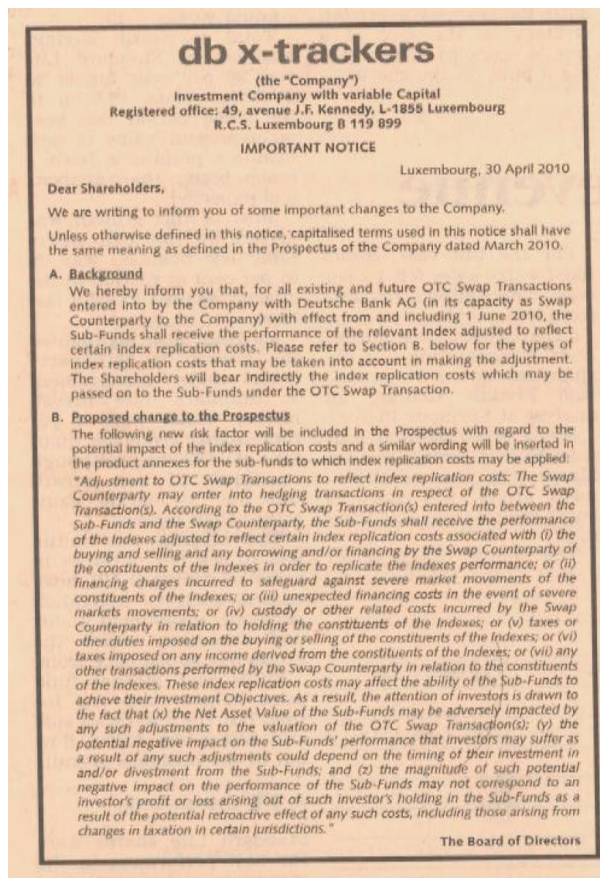 db x-trackers
(the "Company")
Investment Company with variable Capital
Registered office: 49, avenue J.F. Kennedy, L-1855 Luxembourg
R.C.S. Luxembourg B 119 899
IMPORTANT NOTICE
Luxembourg, 30 April 2010
Dear Shareholders,
We are writing to inform you of some important changes to the Company.
Unless otherwise defined in this notice, capitalised terms used in this notice shall have
the same meaning as defined in the Prospectus of the Company dated March 2010.
A. Background
We hereby inform you that, for all existing and future OTC Swap Transactions
entered into by the Company with Deutsche Bank AG (in its capacity as Swap
Counterparty to the Company) with effect from and including 1 June 2010, the
Sub-Funds shall receive the performance of the relevant Index adjusted to reflect
certain index replication costs. Please refer to Section B. below for the types of
index replication costs that may be taken into account in making the adjustment.
The Shareholders will bear indirectly the index replication costs which may be
passed on to the Sub-Funds under the OTC Swap Transaction.
B. Proposed change to the Prospectus
The following new risk factor will be included in the Prospectus with regard to the
potential impact of the index replication costs and a similar wording will be inserted in
the product annexes for the sub-funds to which index replication costs may be applied:
"Adjustment to OTC Swap Transactions to reflect index replication costs: The Swap
Counterparty may enter into hedging transactions in respect of the OTC Swap
Transaction(s). According to the OTC Swap Transaction(s) entered into between the
Sub-Funds and the Swap Counterparty, the Sub-Funds shall receive the performance
of the Indexes adjusted to reflect certain index replication costs associated with (i) the
buying and selling and any borrowing and/or financing by the Swap Counterparty of
the constituents of the Indexes in order to replicate the Indexes performance; or (ii)
financing charges incurred to safeguard against severe market movements of the
constituents of the Indexes; or (iii) unexpected financing costs in the event of severe
markets movements; or (iv) custody or other related costs incurred by the Swap
Counterparty in relation to holding the constituents of the Indexes; or (v) taxes or
other duties imposed on the buying or selling of the constituents of the Indexes; or (vi)
taxes imposed on any income derived from the constituents of the Indexes; or (vii) any
other transactions performed by the Swap Counterparty in relation to the constituents
of the Indexes. These index replication costs may affect the ability of the Sub-Funds to
achieve their Investment Objectives. As a result, the attention of investors is drawn to
the fact that (x) the Net Asset Value of the Sub-Funds may be adversely impacted by
any such adjustments to the valuation of the OTC Swap Transaction(s); (y) the
potential negative impact on the Sub-Funds' performance that investors may suffer as
a result of any such adjustments could depend on the timing of their investment in
and/or divestment from the Sub-Funds; and (z) the magnitude of such potential
negative impact on the performance of the Sub-Funds may not correspond to an
investor's profit or loss arising out of such investor's holding in the Sub-Funds as a
result of the potential retroactive effect of any such costs, including those arising from
changes in taxation in certain jurisdictions."
The Board of Directors